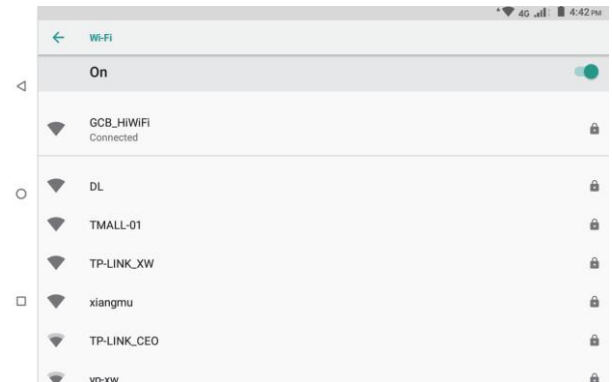 4G 4:42 PM
Wi-Fi
On
GCB_HiWiFi
Connected
DL
TMALL-01
TP-LINK_XW
xiangmu
TP-LINK_CEO